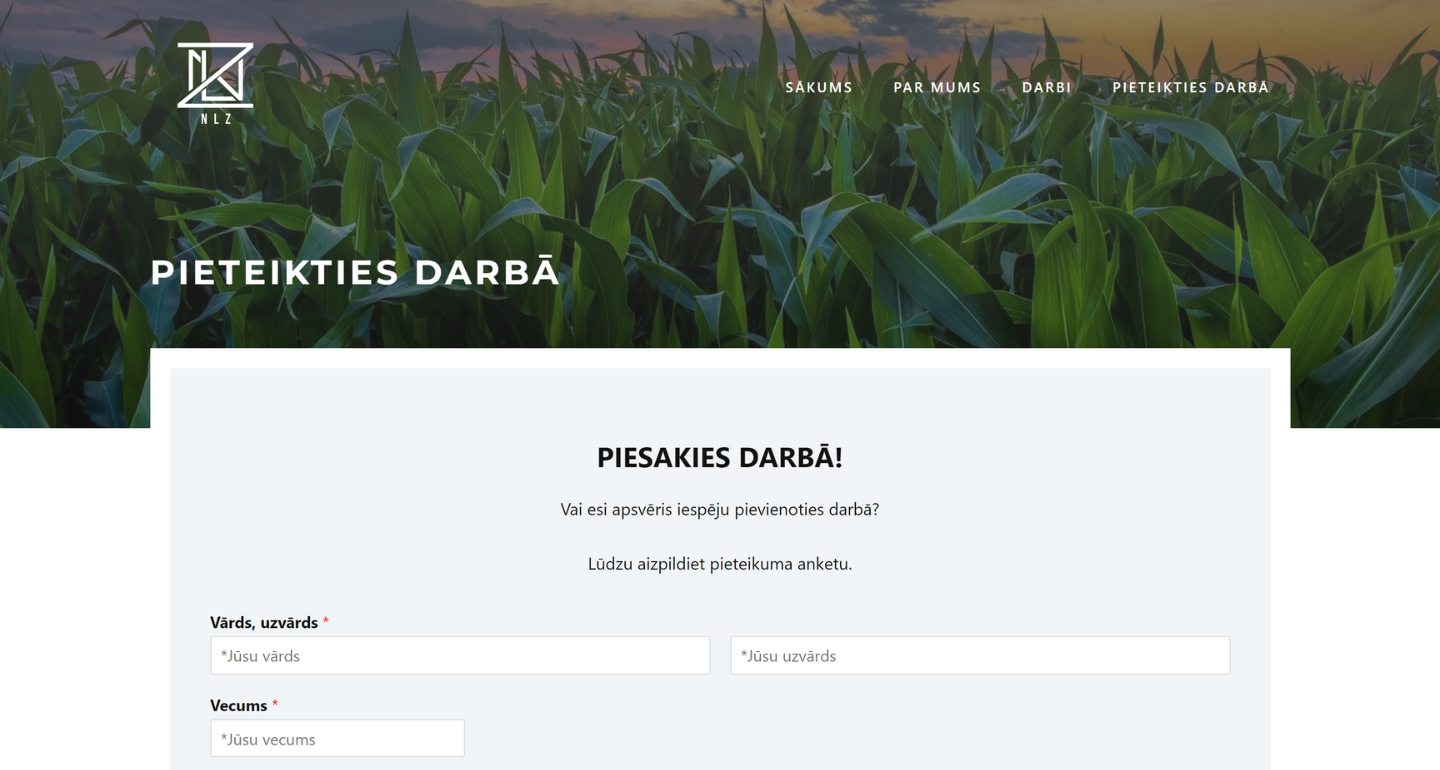 NLZ
SĀKUMS
PAR MUMS
DARBI
PIETEIKTIES DARBĀ
PIETEIKTIES DARBĀ
PIESAKIES DARBĀ!
Vai esi apsvēris iespēju pievienoties darbā?
Lūdzu aizpildiet pieteikuma anketu.
Vārds, uzvārds *
*Jūsu vārds
*Jūsu uzvārds
Vecums *
*Jūsu vecums